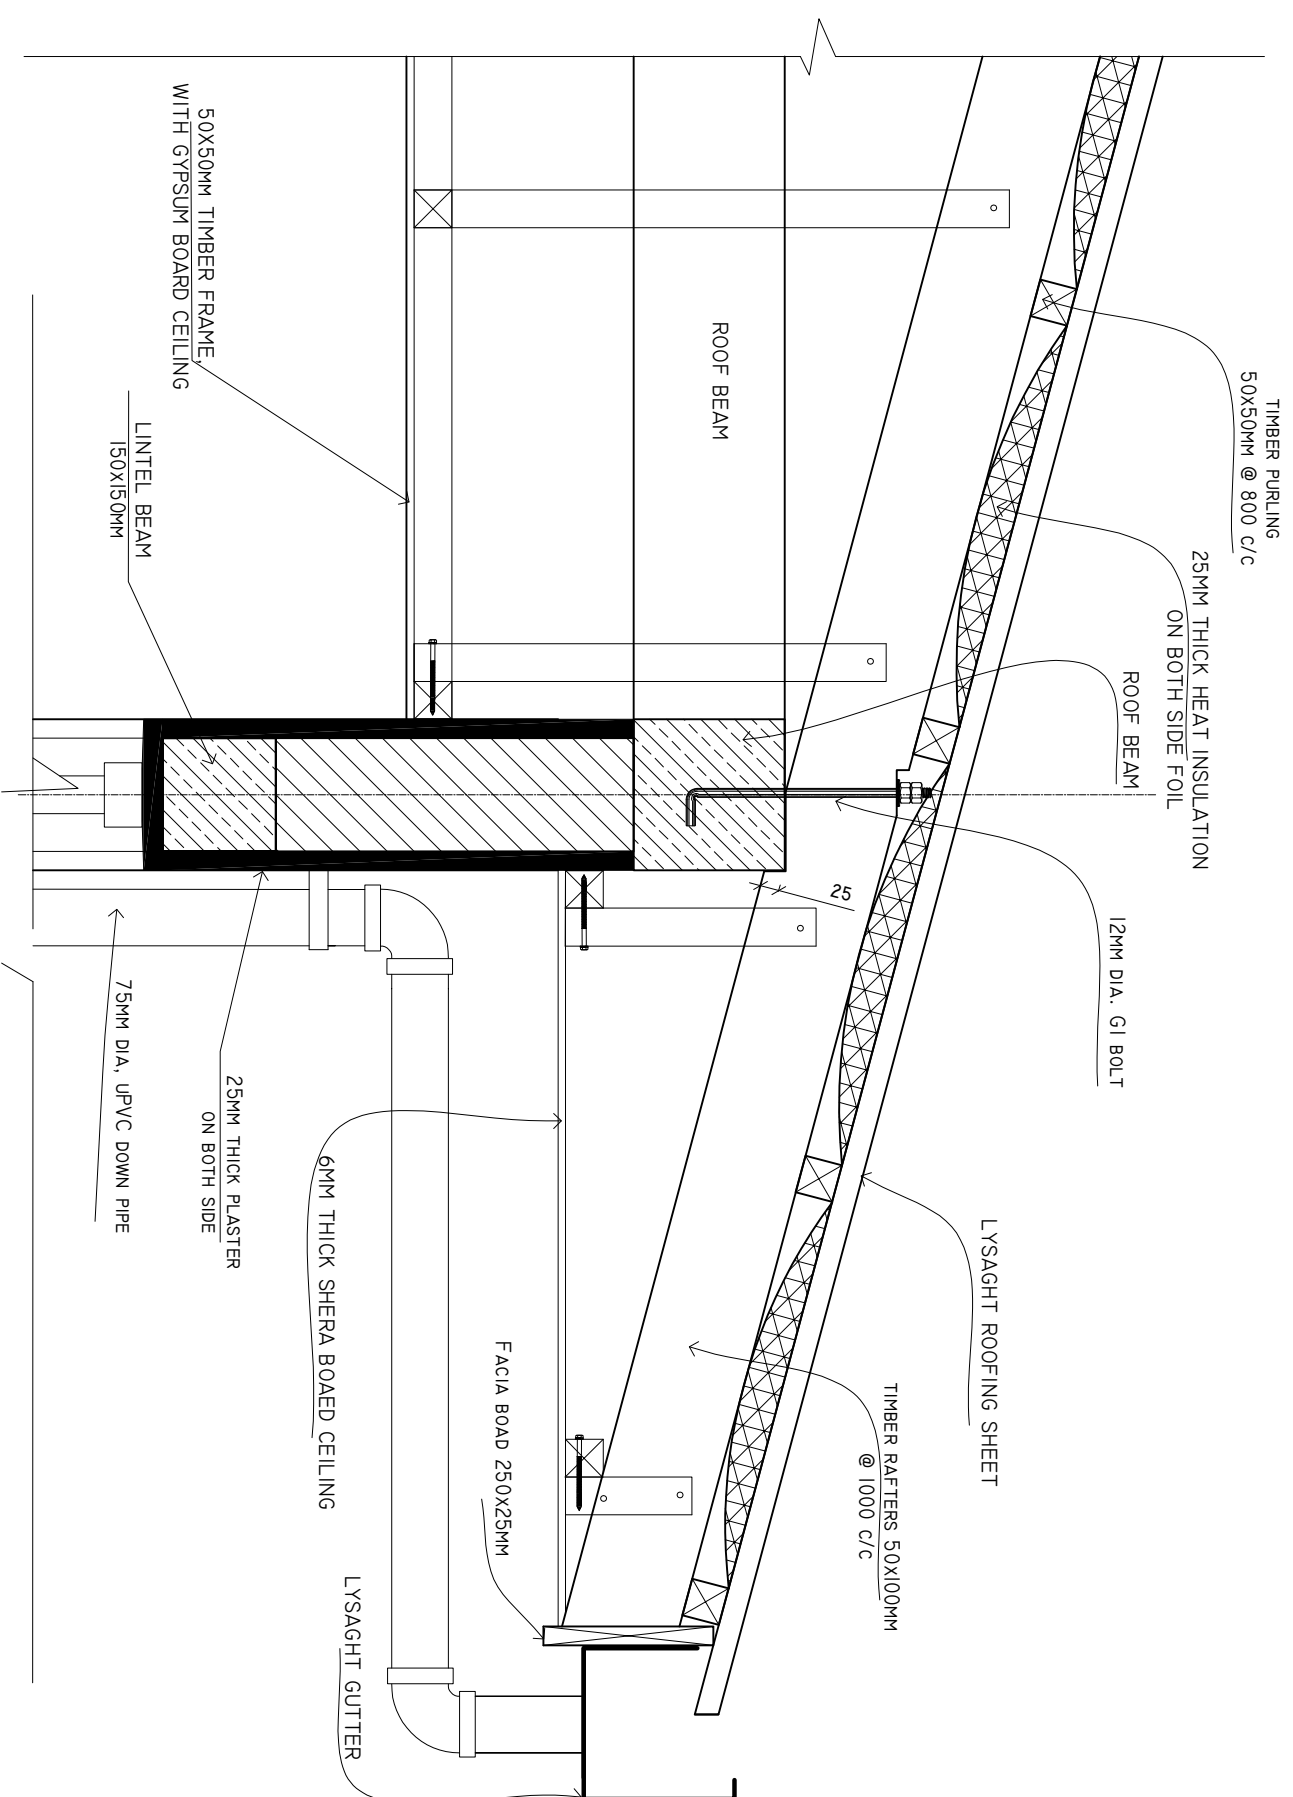 TIMBER PURLING
50X50MM @ 800 C/C
25MM THICK HEAT INSULATION
ON BOTH SIDE FOIL
ROOF BEAM
12MM DIA. GI BOLT
LYSAGHT ROOFING SHEET
TIMBER RAFTERS 50X100MM
@ 1000 C/C
25
ROOF BEAM
50X50MM TIMBER FRAME,
WITH GYPSUM BOARD CEILING
LINTEL BEAM
150X150MM
75MM DIA, UPVC DOWN PIPE
25MM THICK PLASTER
ON BOTH SIDE
6MM THICK SHERA BOAED CEILING
FACIA BOAD 250X25MM
LYSAGHT GUTTER